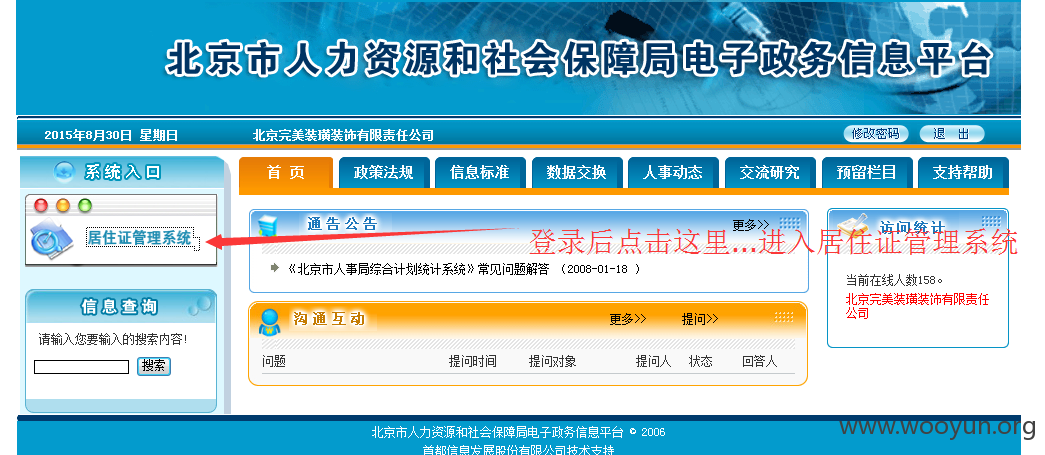 北京市人力资源和社会保障局电子政务信息平台
2015年8月30日 星期日 北京完美装璜装饰有限责任公司 修改密码 退 出
系统入口
首 页 政策法规 信息标准 数据交换 人事动态 交流研究 预留栏目 支持帮助
居住证管理系统
通告公告 更多>>
访问统计
登录后点击这里...进入居住证管理系统
《北京市人事局综合计划统计系统》常见问题解答 (2008-01-18 )
当前在线人数158。
北京完美装璜装饰有限责任
公司
信息查询
请输入您要输入的搜索内容!
搜索
沟通互动 更多>> 提问>>
问题 提问时间 提问对象 提问人 状态 回答人
北京市人力资源和社会保障局电子政务信息平台 © 2006
首都信息发展股份有限公司技术支持
www.wooyun.org